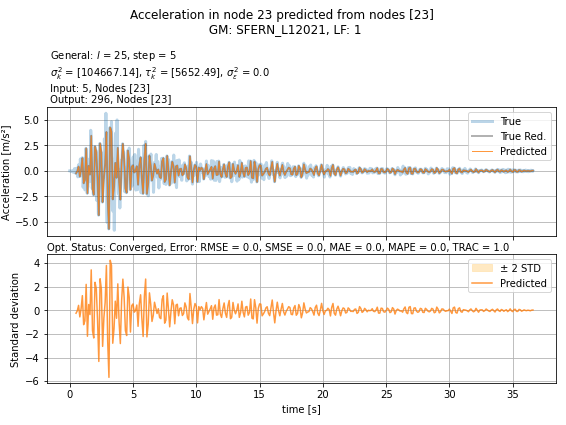 Acceleration in node 23 predicted from nodes [23]
GM: SFERN_L12021, LF: 1
General: l = 25, step = 5
σ²ₖ = [104667.14], τ²ₖ = [5652.49], σ²ₑ = 0.0
Input: 5, Nodes [23]
Output: 296, Nodes [23]
Acceleration [m/s²]
5.0
2.5
0.0
−2.5
−5.0
True
True Red.
Predicted
Opt. Status: Converged, Error: RMSE = 0.0, SMSE = 0.0, MAE = 0.0, MAPE = 0.0, TRAC = 1.0
Standard deviation
4
2
0
−2
−4
−6
± 2 STD
Predicted
0 5 10 15 20 25 30 35
time [s]